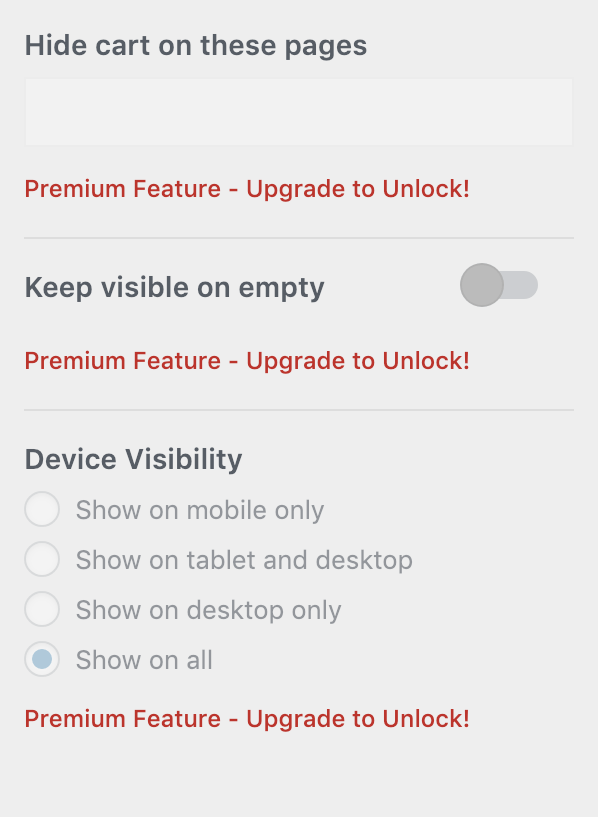 Hide cart on these pages
Premium Feature - Upgrade to Unlock!
Keep visible on empty
Premium Feature - Upgrade to Unlock!
Device Visibility
Show on mobile only
Show on tablet and desktop
Show on desktop only
Show on all
Premium Feature - Upgrade to Unlock!